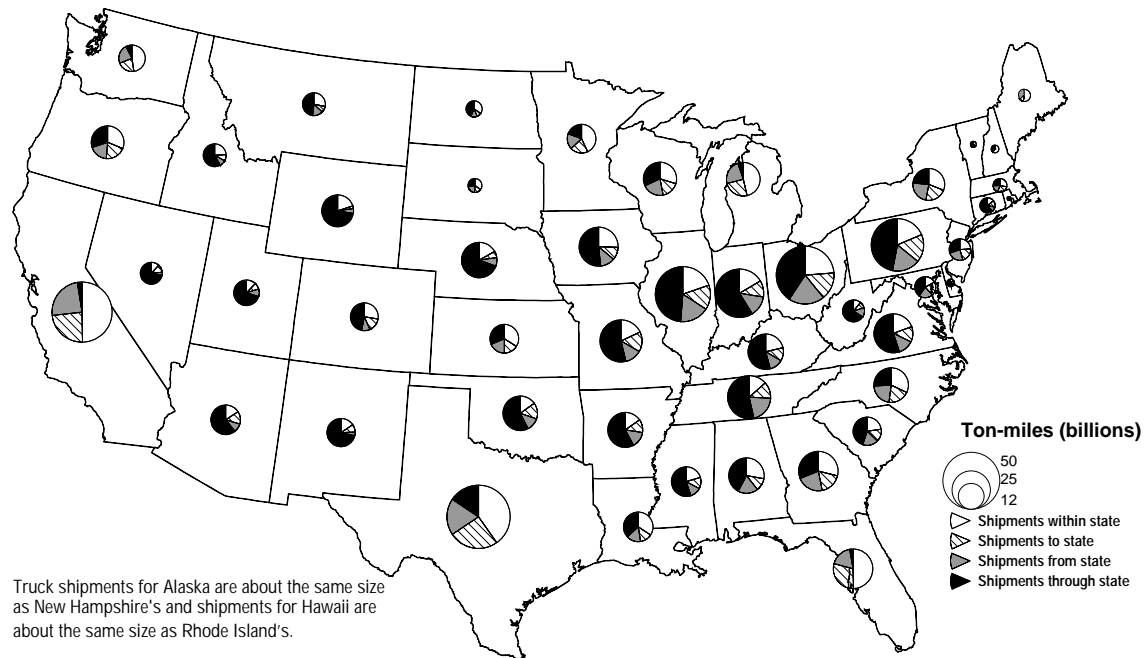 Ton-miles (billions)
50
25
12
Shipments within state
Shipments to state
Shipments from state
Shipments through state
Truck shipments for Alaska are about the same size
as New Hampshire's and shipments for Hawaii are
about the same size as Rhode Island's.